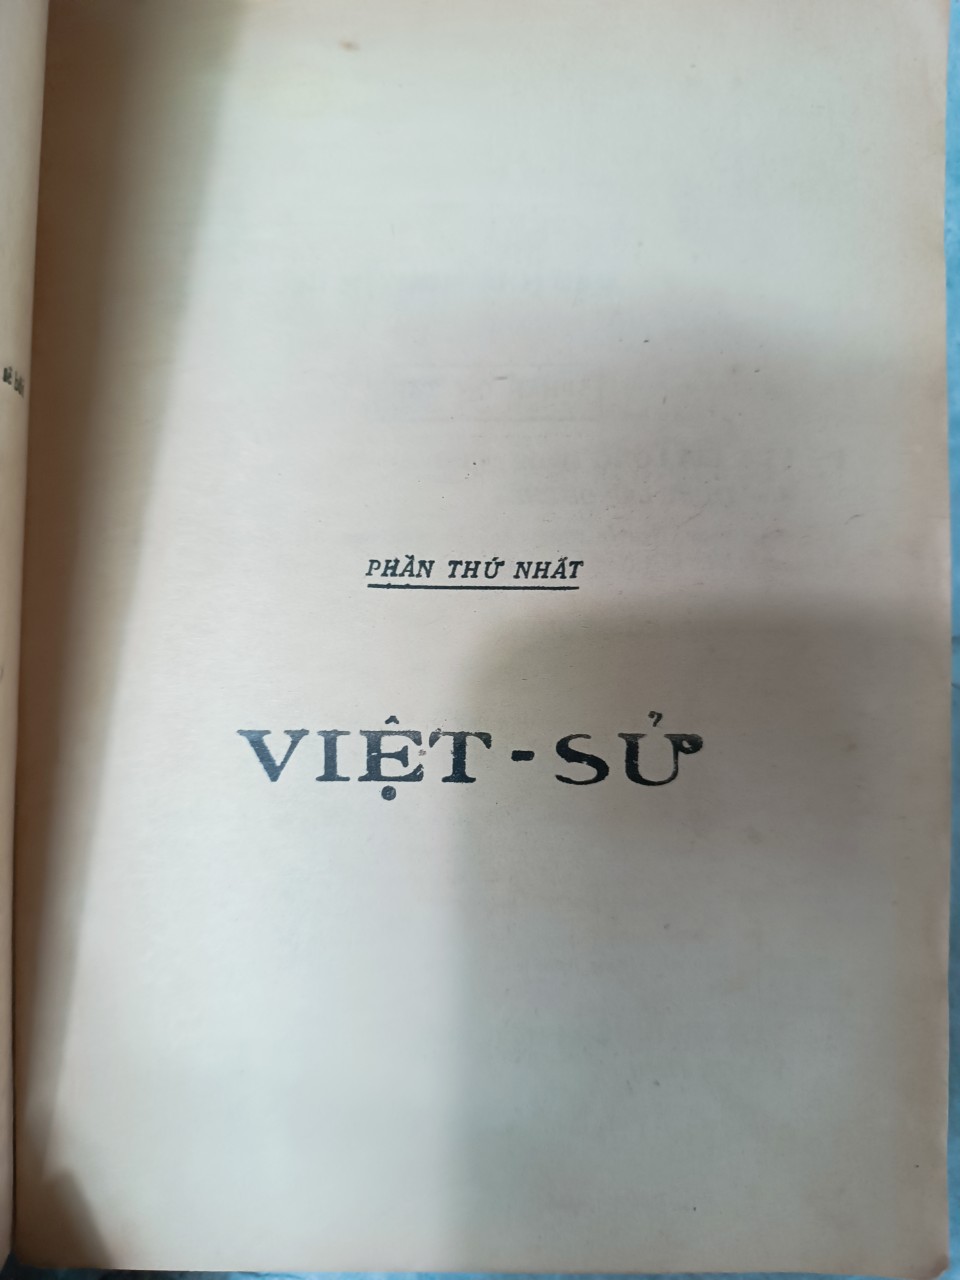 PHẦN THỨ NHẤT
VIỆT - SỬ